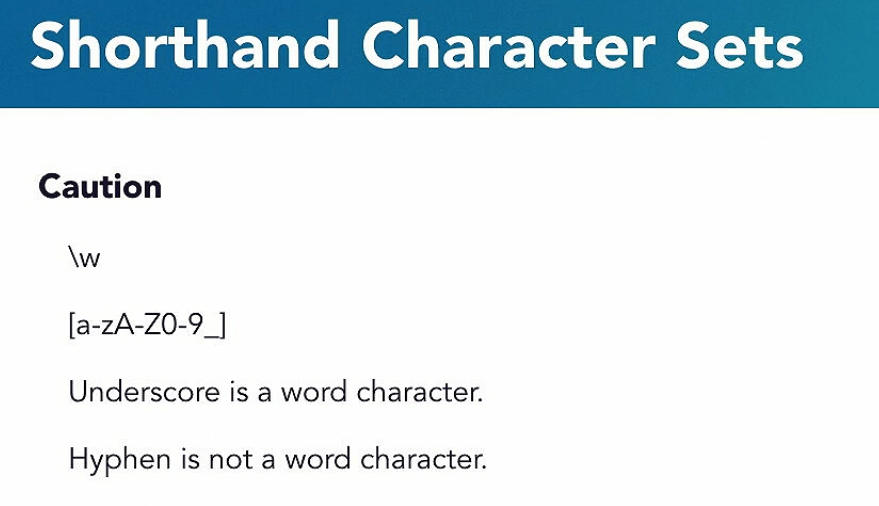 Shorthand Character Sets
Caution
\w
[a-zA-Z0-9_]
Underscore is a word character.
Hyphen is not a word character.